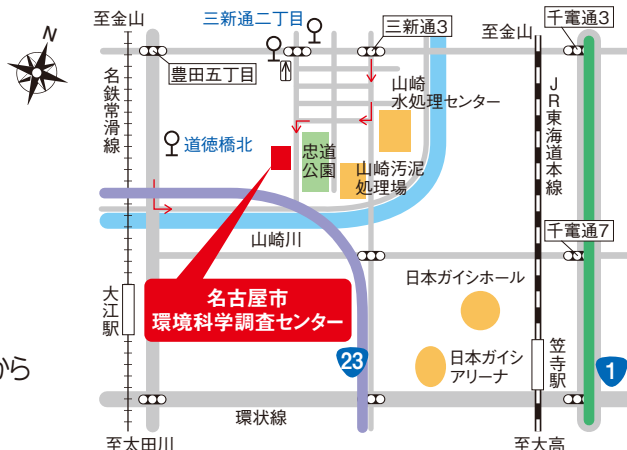 至金山
三新通二丁目
三新通3
至金山
千竃通3
N
豊田五丁目
名鉄常滑線
山崎
水処理センター
JR東海道本線
道徳橋北
忠道
公園
山崎汚泥
処理場
千竃通7
山崎川
日本ガイシホール
大江駅
名古屋市
環境科学調査センター
から
23
日本ガイシ
アリーナ
笠寺駅
1
環状線
至太田川
至大高